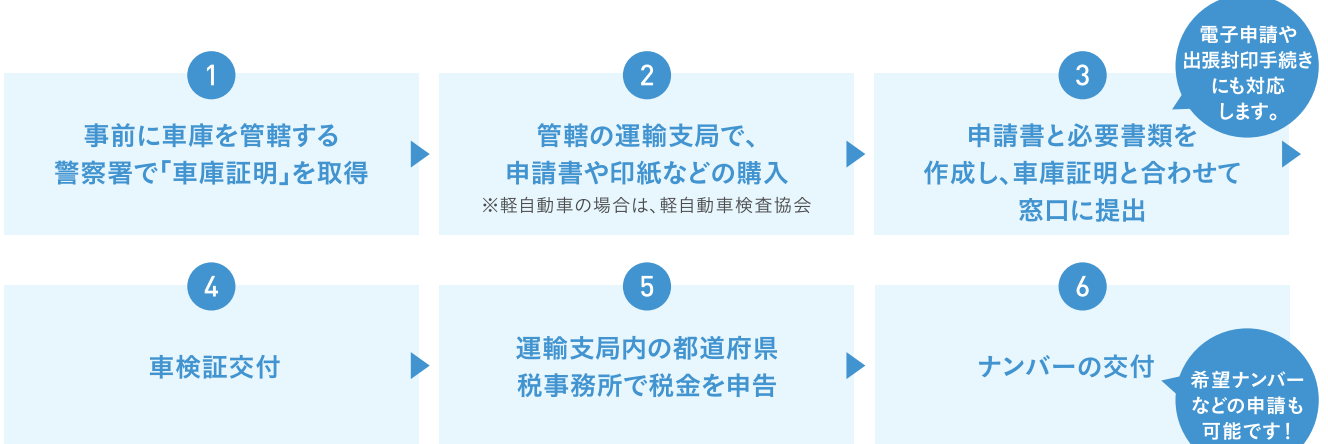 1
事前に車庫を管轄する
警察署で「車庫証明」を取得
2
管轄の運輸支局で、
申請書や印紙などの購入
※軽自動車の場合は、軽自動車検査協会
3
申請書と必要書類を
作成し、車庫証明と合わせて
窓口に提出
電子申請や
出張封印手続き
にも対応
します。
4
車検証交付
5
運輸支局内の都道府県
税事務所で税金を申告
6
ナンバーの交付
希望ナンバー
などの申請も
可能です！